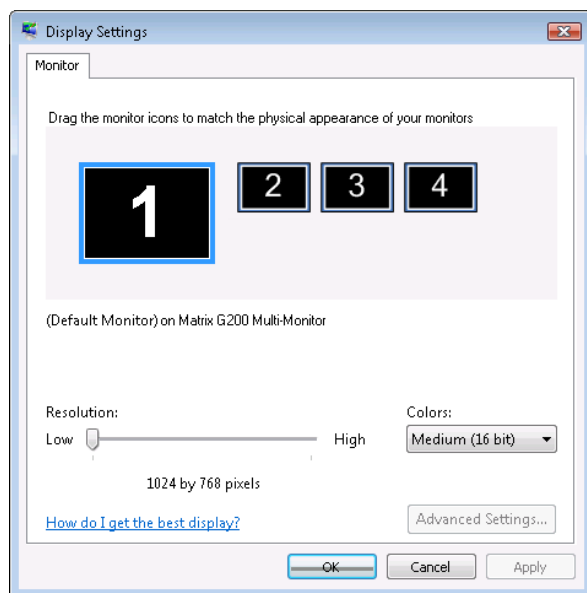 Display Settings
Monitor
Drag the monitor icons to match the physical appearance of your monitors
1 2 3 4
(Default Monitor) on Matrix G200 Multi-Monitor
Resolution: Colors:
Low High Medium (16 bit)
1024 by 768 pixels
How do I get the best display? Advanced Settings...
OK Cancel Apply